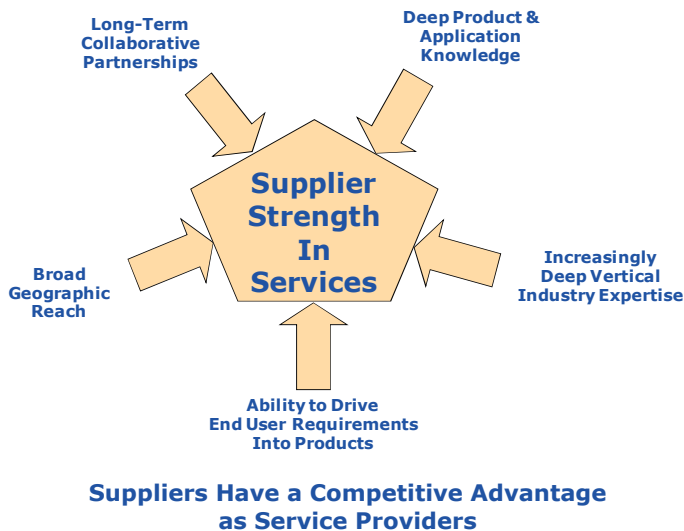 Long-Term
Collaborative
Partnerships
Deep Product &
Application
Knowledge
Supplier
Strength
In
Services
Broad
Geographic
Reach
Increasingly
Deep Vertical
Industry Expertise
Ability to Drive
End User Requirements
Into Products
Suppliers Have a Competitive Advantage
as Service Providers